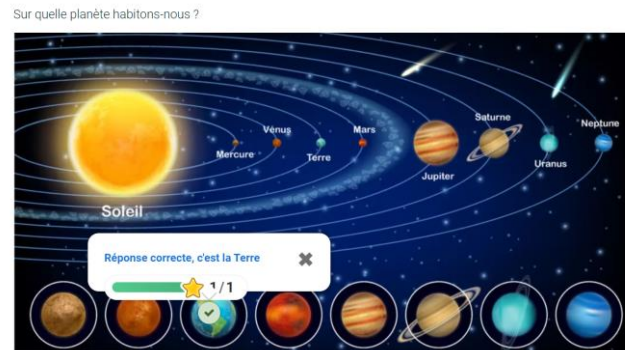 Sur quelle planète habitons-nous ?
Saturne
Neptune
Vénus
Mars
Mercure
Terre
Uranus
Jupiter
Soleil
Réponse correcte, c'est la Terre
1/1